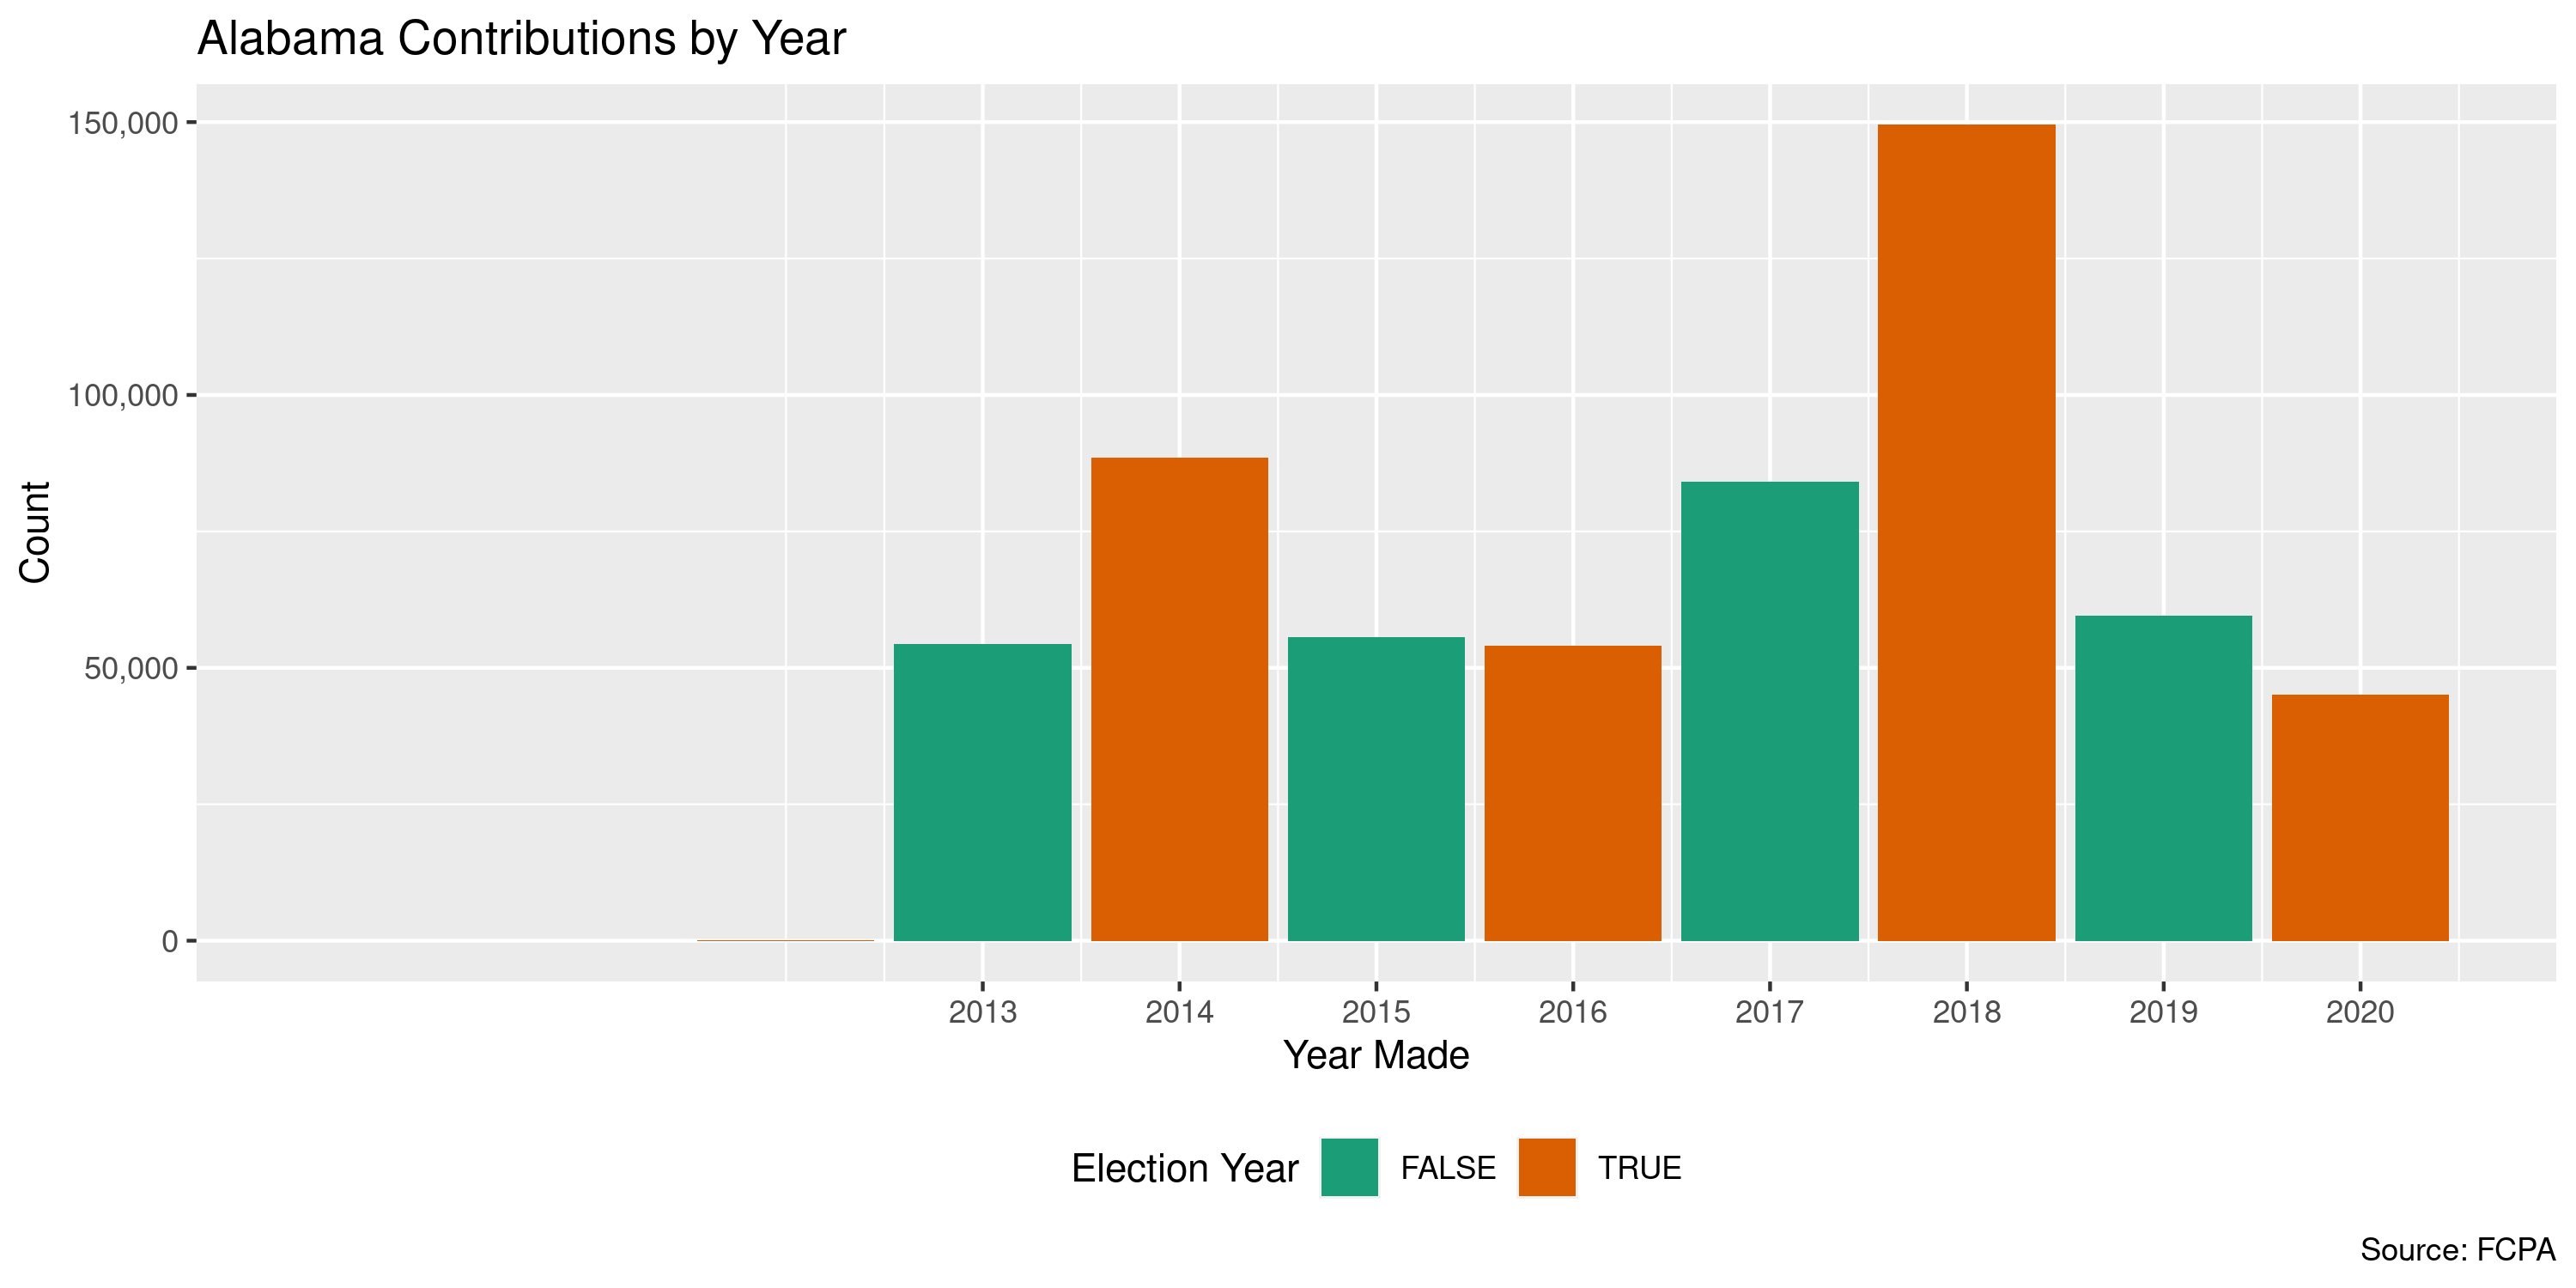 Alabama Contributions by Year
150,000
100,000
50,000
0
Count
2013 2014 2015 2016 2017 2018 2019 2020
Year Made
Election Year FALSE TRUE
Source: FCPA